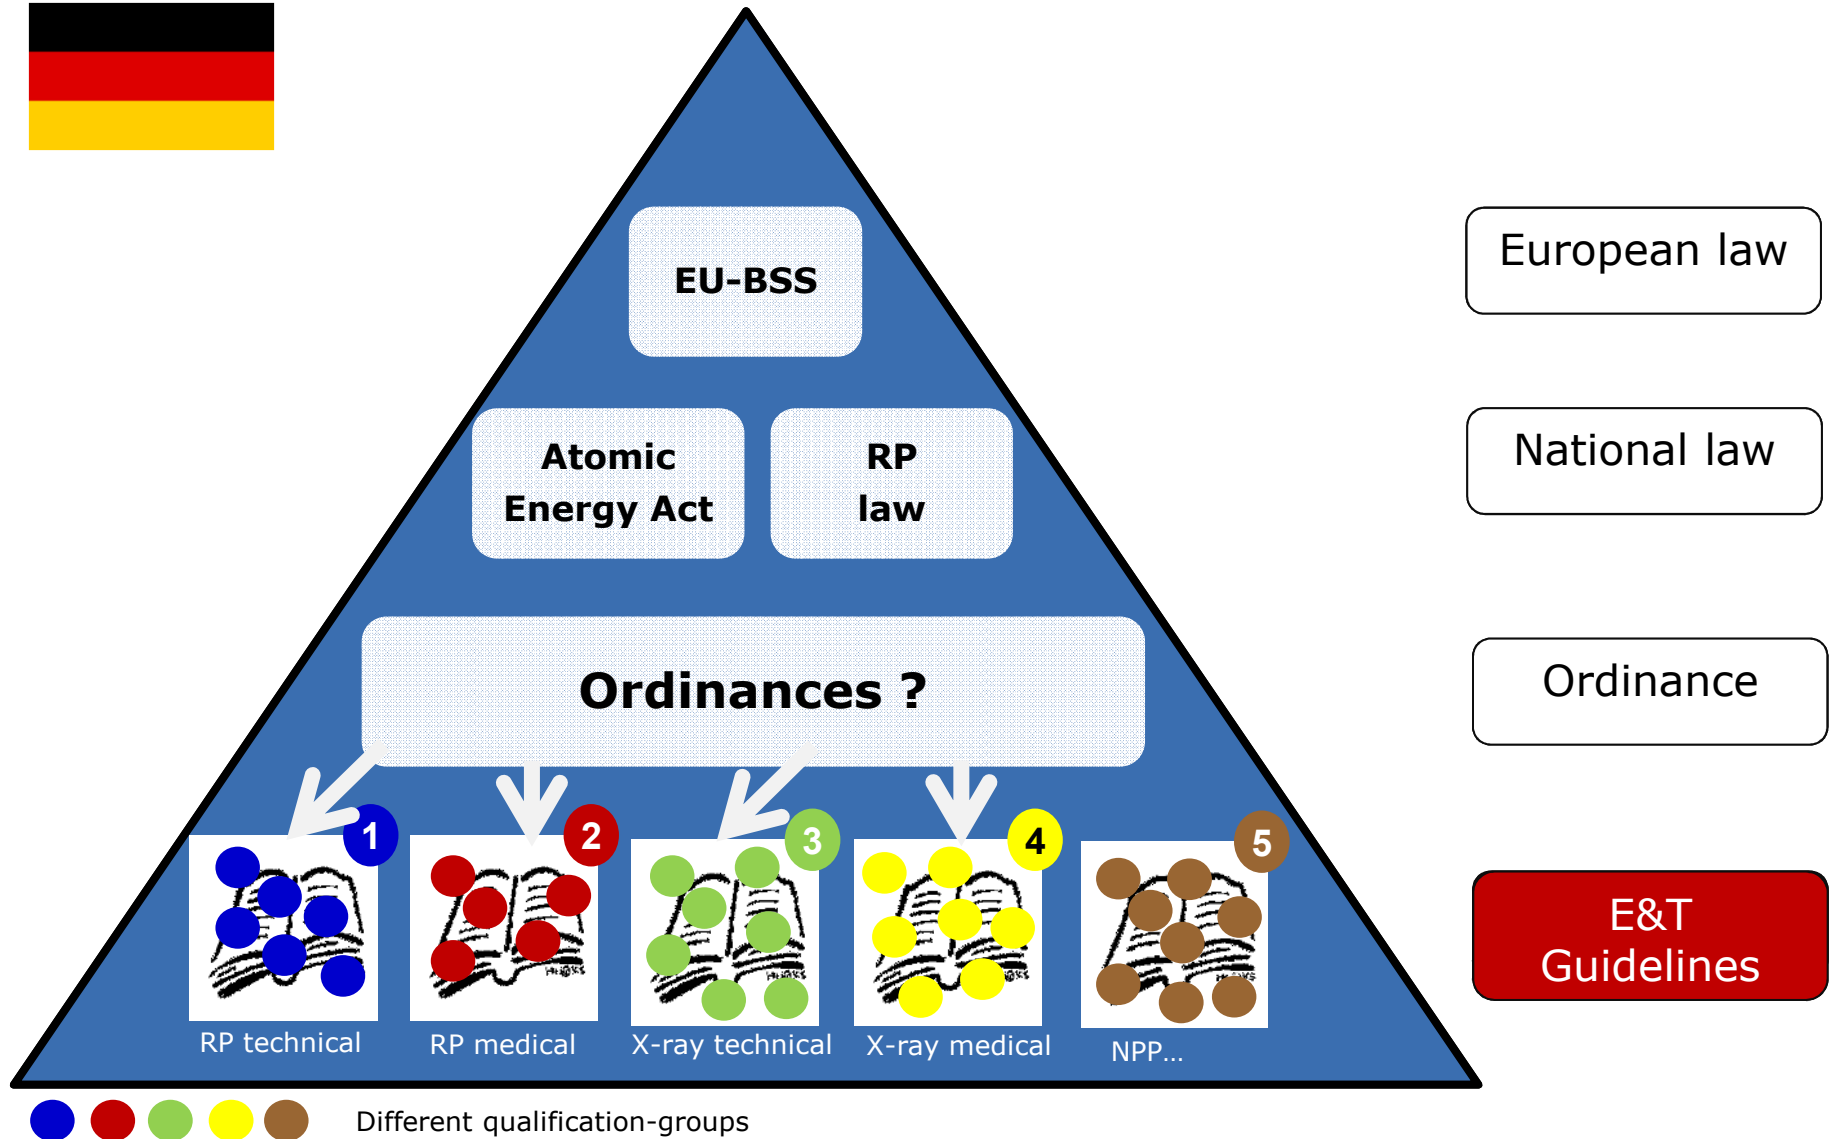 EU-BSS
European law
Atomic
Energy Act
RP
law
National law
Ordinances ?
Ordinance
1
2
3
4
5
E&T
Guidelines
RP technical
RP medical
X-ray technical
X-ray medical
NPP...
Different qualification-groups